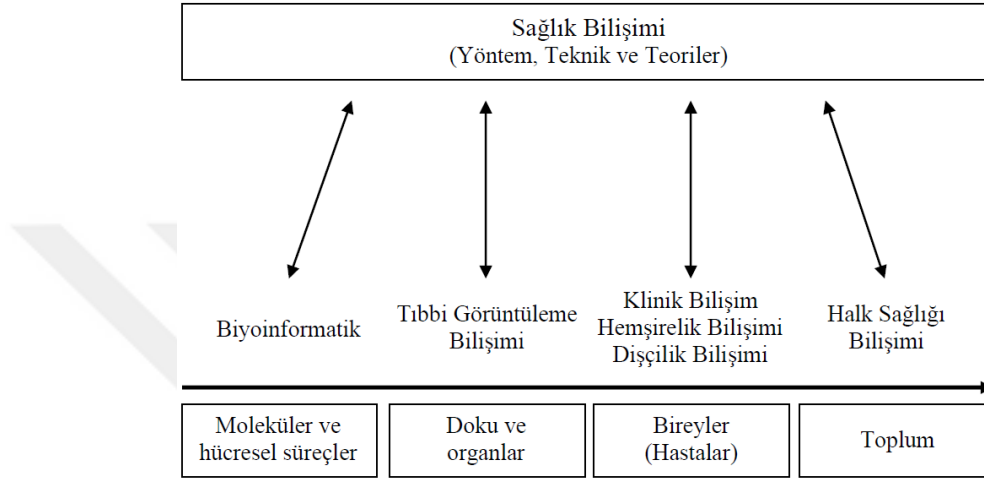 Sağlık Bilişimi
(Yöntem, Teknik ve Teoriler)
Biyoinformatik
Tıbbi Görüntüleme
Bilişimi
Klinik Bilişim
Hemşirelik Bilişimi
Dişçilik Bilişimi
Halk Sağlığı
Bilişimi
Moleküler ve
hücresel süreçler
Doku ve
organlar
Bireyler
(Hastalar)
Toplum